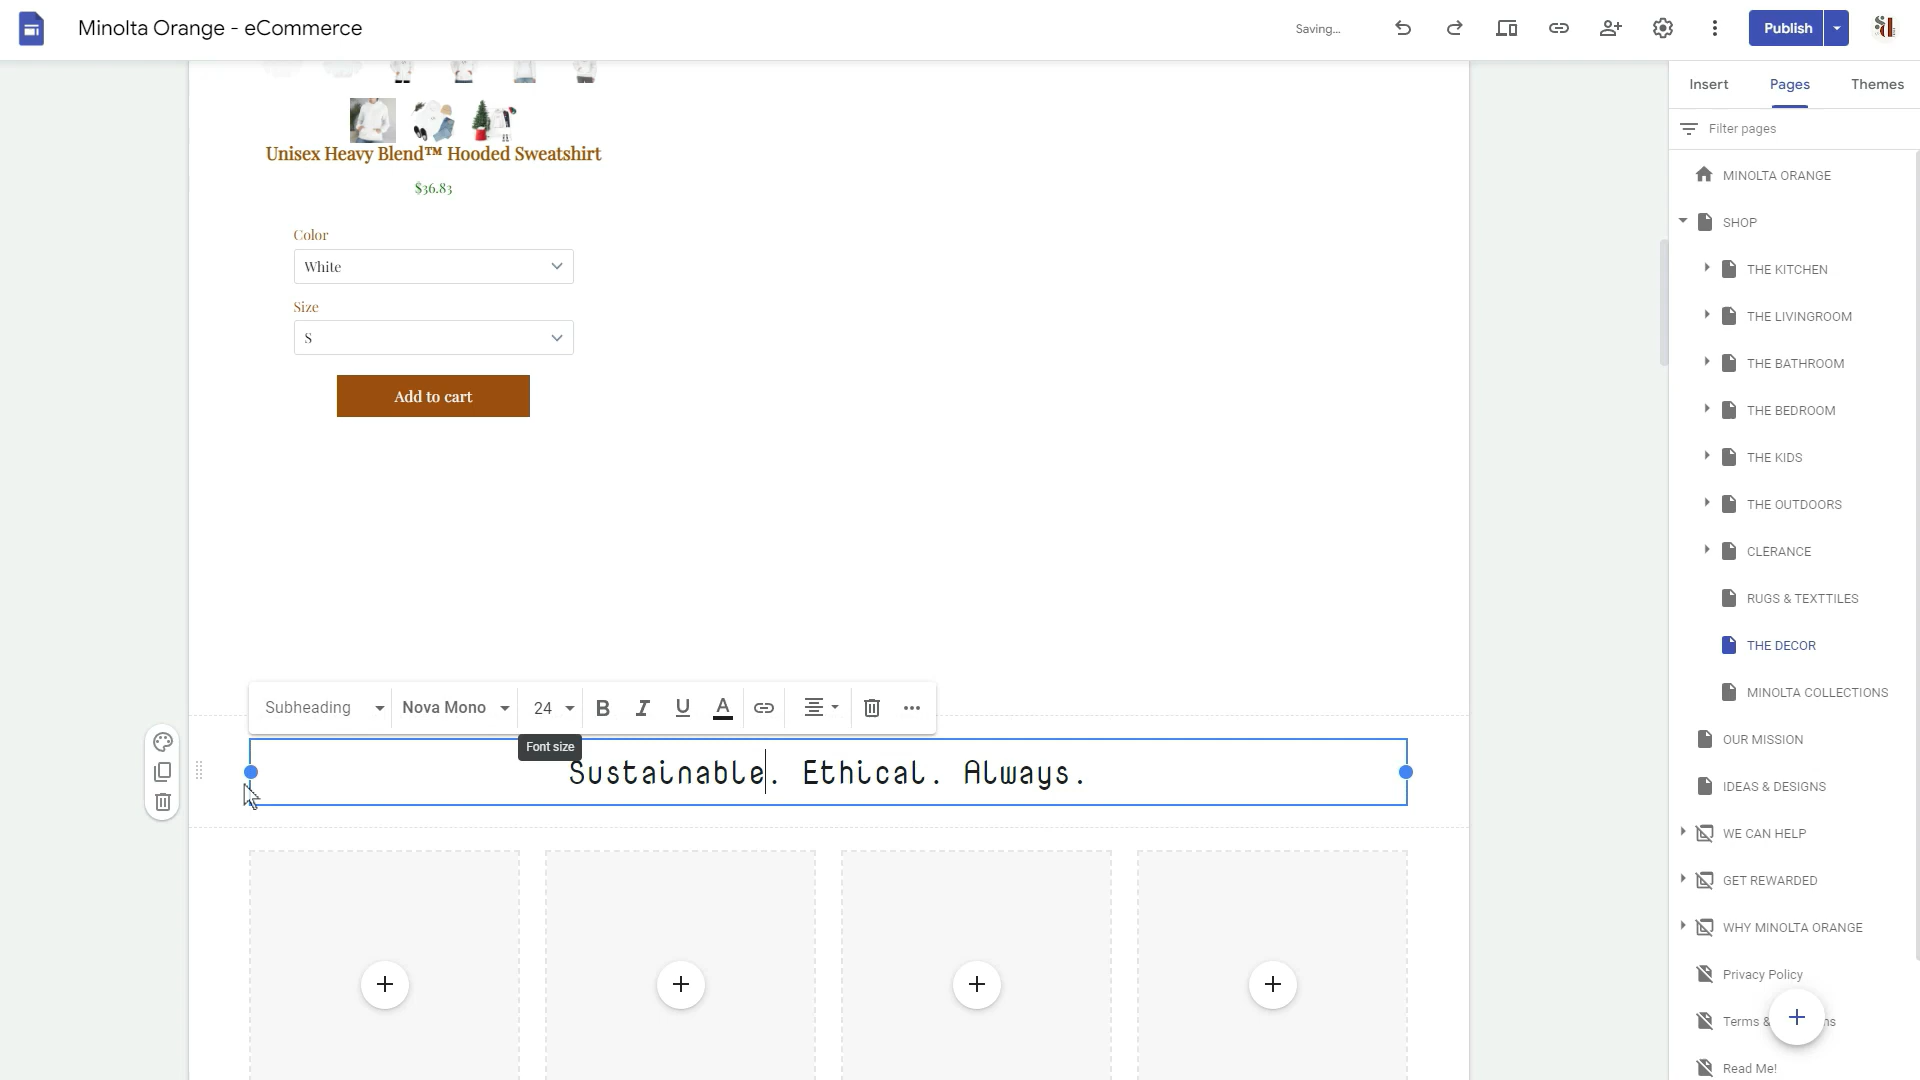 Minolta Orange - eCommerce
Saving...
Publish
Insert
Pages
Themes
Filter pages
MINOLTA ORANGE
SHOP
THE KITCHEN
THE LIVINGROOM
THE BATHROOM
THE BEDROOM
THE KIDS
THE OUTDOORS
CLERANCE
RUGS & TEXTTILES
THE DECOR
MINOLTA COLLECTIONS
OUR MISSION
IDEAS & DESIGNS
WE CAN HELP
GET REWARDED
WHY MINOLTA ORANGE
Privacy Policy
Terms &
Read Me!
Unisex Heavy Blend™ Hooded Sweatshirt
$36.83
Color
White
Size
S
Add to cart
Subheading
Nova Mono
24
B
I
U
A
Font size
Sustainable. Ethical. Always.